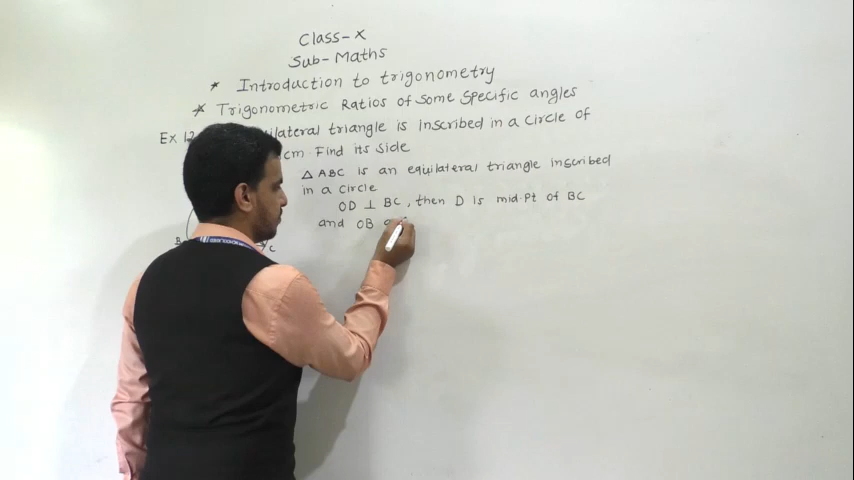 Class-X
Sub-Maths
* Introduction to trigonometry
* Trigonometric Ratios of Some Specific angles
Ex 12 triangle is Inscribed in a circle of
cm. Find its side
△ ABC is an equilateral triangle inscribed
in a circle
OD ⊥ BC, then D is mid-Pt of BC
and OB
B C